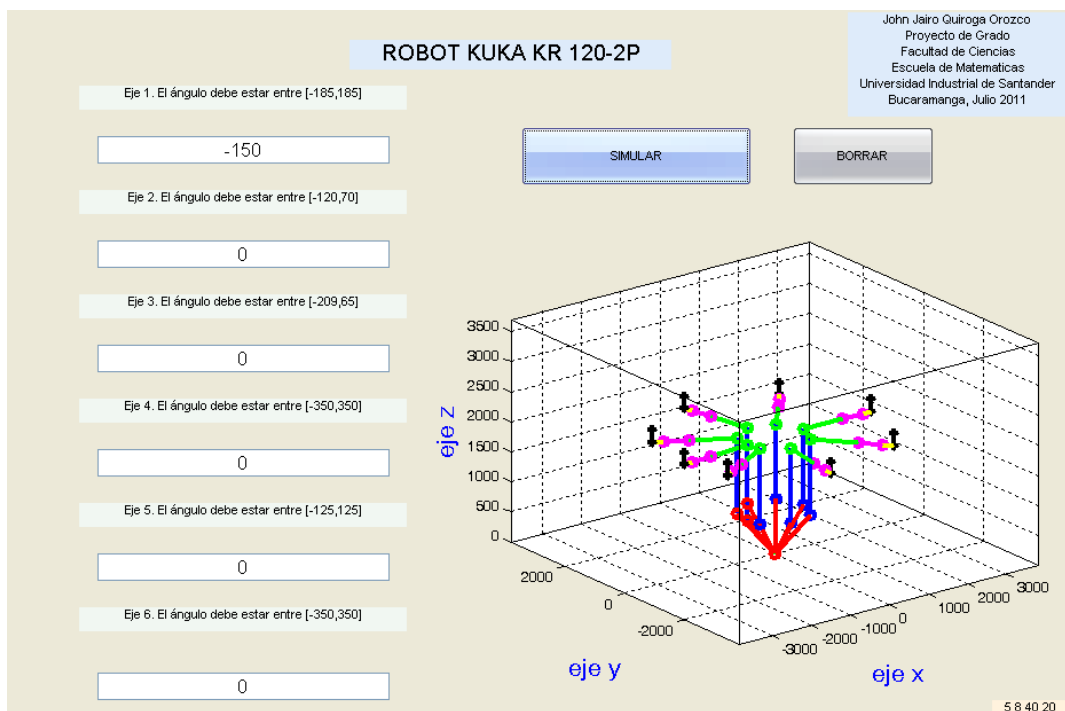 John Jairo Quiroga Orozco
Proyecto de Grado
Facultad de Ciencias
Escuela de Matematicas
Universidad Industrial de Santander
Bucaramanga, Julio 2011
ROBOT KUKA KR 120-2P
Eje 1. El ángulo debe estar entre [-185,185]
-150
SIMULAR
BORRAR
Eje 2. El ángulo debe estar entre [-120,70]
0
Eje 3. El ángulo debe estar entre [-209,65]
0
Eje 4. El ángulo debe estar entre [-350,350]
0
Eje 5. El ángulo debe estar entre [-125,125]
0
Eje 6. El ángulo debe estar entre [-350,350]
0
3500
3000
2500
2000
1500
1000
500
0
eje z
2000
0
-2000
eje y
-3000
-2000
-1000
0
1000
2000
3000
eje x
5 8 40 20